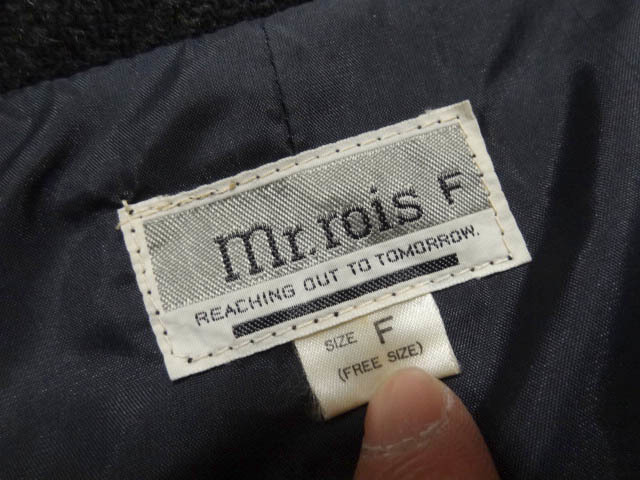 mr.rois F
REACHING OUT TO TOMORROW.
SIZE F
(FREE SIZE)